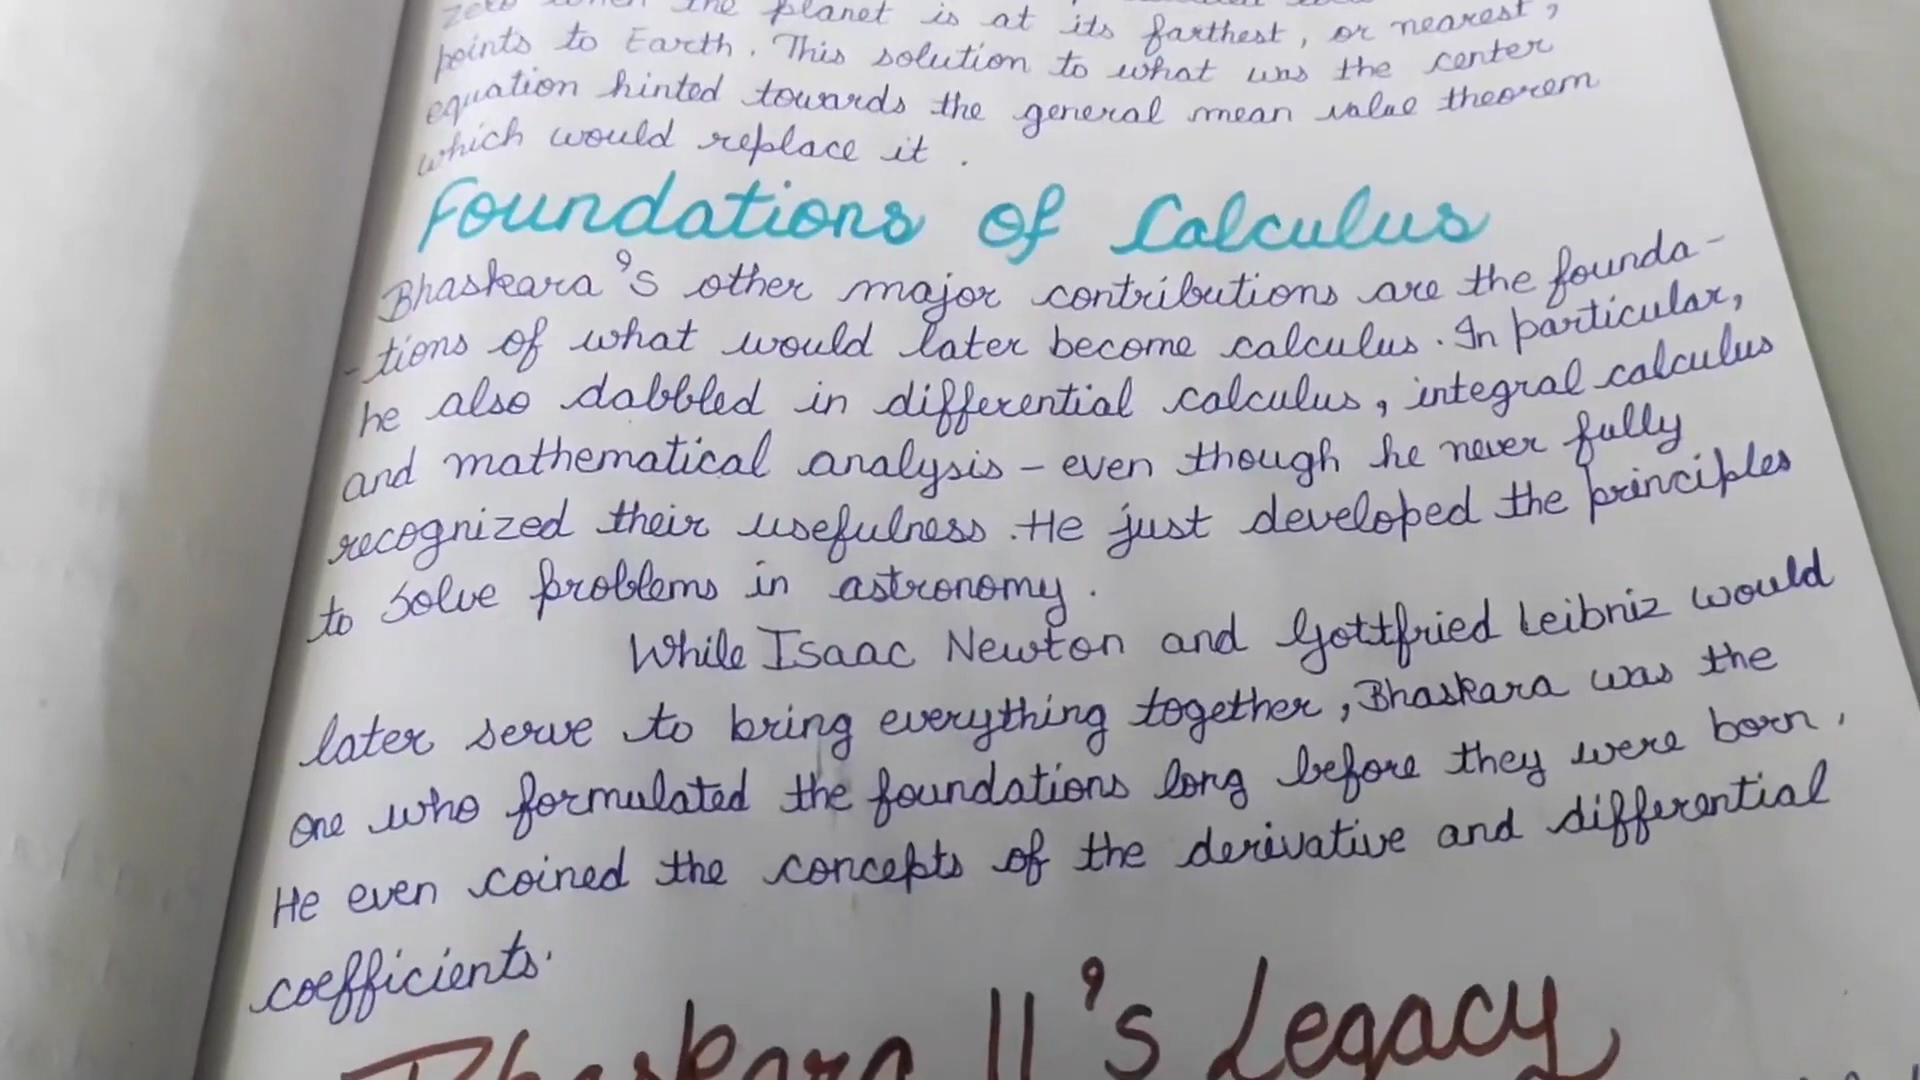 zero when the planet is at its farthest, or nearest,
points to Earth. This solution to what was the center
equation hinted towards the general mean value theorem
which would replace it.
Foundations of Calculus
Bhaskara's other major contributions are the founda-
-tions of what would later become calculus. In particular,
he also dabbled in differential calculus, integral calculus
and mathematical analysis - even though he never fully
recognized their usefulness. He just developed the principles
to solve problems in astronomy.
While Isaac Newton and Gottfried Leibniz would
later serve to bring everything together, Bhaskara was the
one who formulated the foundations long before they were born.
He even coined the concepts of the derivative and differential
coefficients.
Bhaskara II's Legacy